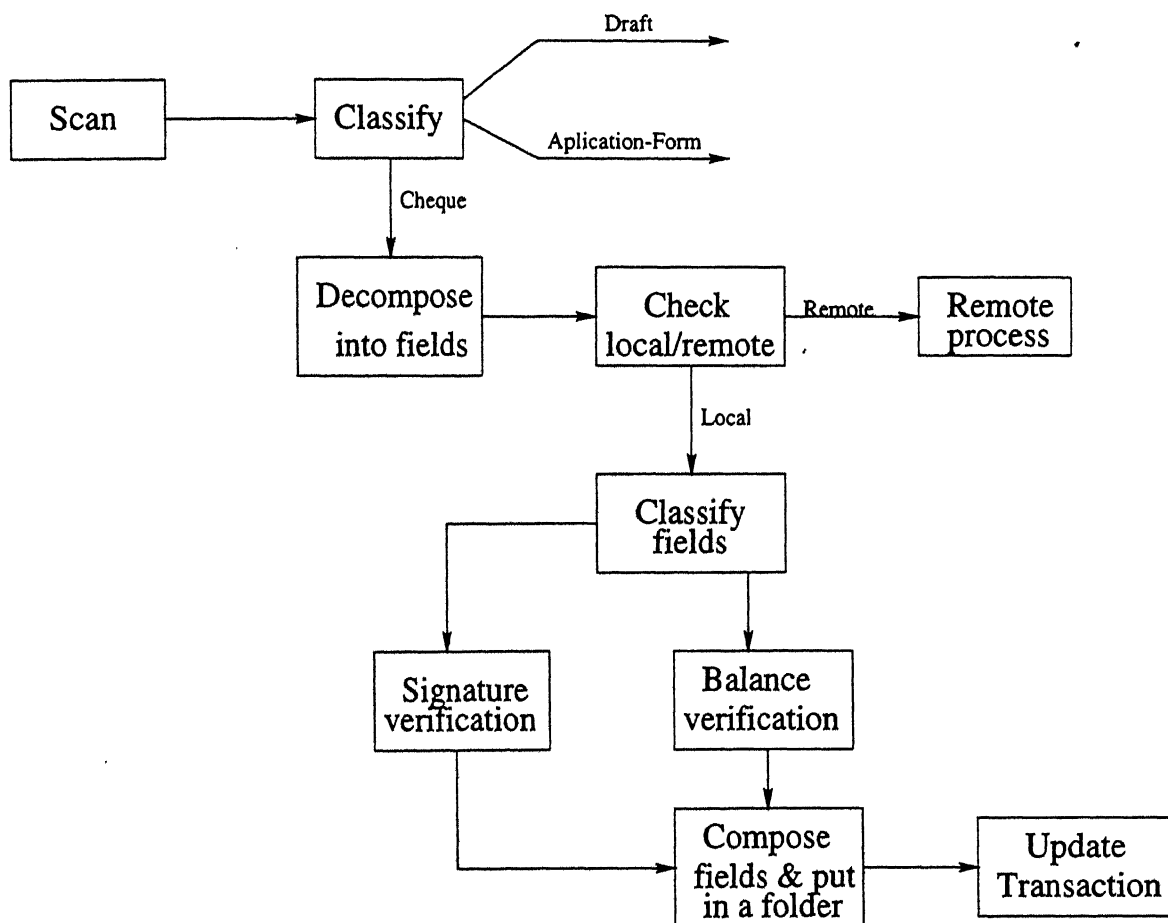 Draft
Scan
Classify
Aplication-Form
Cheque
Decompose
into fields
Check
local/remote
Remote
Remote
process
Local
Classify
fields
Signature
verification
Balance
verification
Compose
fields & put
in a folder
Update
Transaction